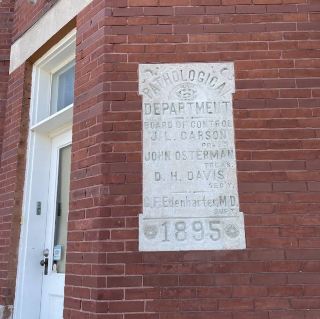 PATHOLOGICAL
DEPARTMENT
BOARD OF CONTROL
J. L. CARSON
PRES.
JOHN OSTERMAN
TREAS.
D. H. DAVIS
SEC'Y.
G. F. Edenharter, M.D.
SUPT.
1895